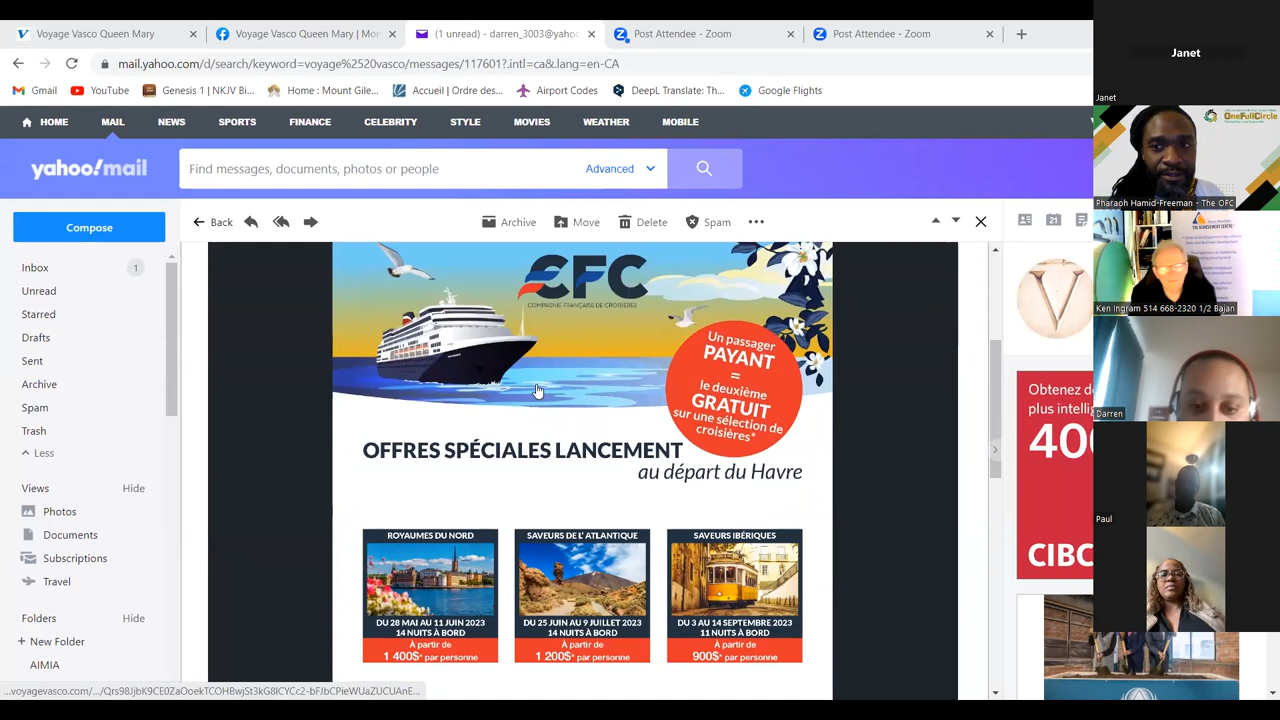 Voyage Vasco Queen Mary
Voyage Vasco Queen Mary | Mon
(1 unread) - darren_3003@yahoo
Post Attendee - Zoom
Post Attendee - Zoom
mail.yahoo.com/d/search/keyword=voyage%2520vasco/messages/117601?.intl=ca&.lang=en-CA
Gmail
YouTube
Genesis 1 | NKJV Bi...
Home : Mount Gile...
Accueil | Ordre des...
Airport Codes
DeepL Translate: Th...
Google Flights
HOME
MAIL
NEWS
SPORTS
FINANCE
CELEBRITY
STYLE
MOVIES
WEATHER
MOBILE
yahoo!mail
Find messages, documents, photos or people
Advanced
Compose
Back
Archive
Move
Delete
Spam
21
Inbox
1
Unread
Starred
Drafts
Sent
Archive
Spam
Trash
Less
Views
Hide
Photos
Documents
Subscriptions
Travel
Folders
Hide
New Folder
AIMIA
CFC
COMPAGNIE FRANÇAISE DE CROISIÈRES
Un passager
PAYANT
=
le deuxième
GRATUIT
sur une sélection de
croisières*
OFFRES SPÉCIALES LANCEMENT
au départ du Havre
ROYAUMES DU NORD
DU 28 MAI AU 11 JUIN 2023
14 NUITS À BORD
À partir de
1 400$* par personne
SAVEURS DE L' ATLANTIQUE
DU 25 JUIN AU 9 JUILLET 2023
14 NUITS À BORD
À partir de
1 200$* par personne
SAVEURS IBÉRIQUES
DU 3 AU 14 SEPTEMBRE 2023
11 NUITS À BORD
À partir de
900$* par personne
V
Obtenez d
plus intelli
400
CIBC
Janet
Janet
OneFullCircle
Pharaoh Hamid-Freeman - The OFC
THE ACHIEVEMENT CENTRE
Ken Ingram 514 668-2320 1/2 Bajan
Darren
Paul